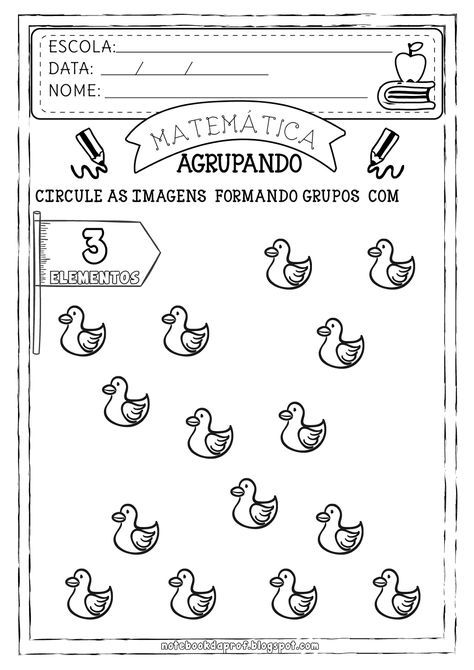 ESCOLA:
DATA: / /
NOME:
MATEMÁTICA
AGRUPANDO
CIRCULE AS IMAGENS FORMANDO GRUPOS COM
3
ELEMENTOS
notebookdaprof.blogspot.com